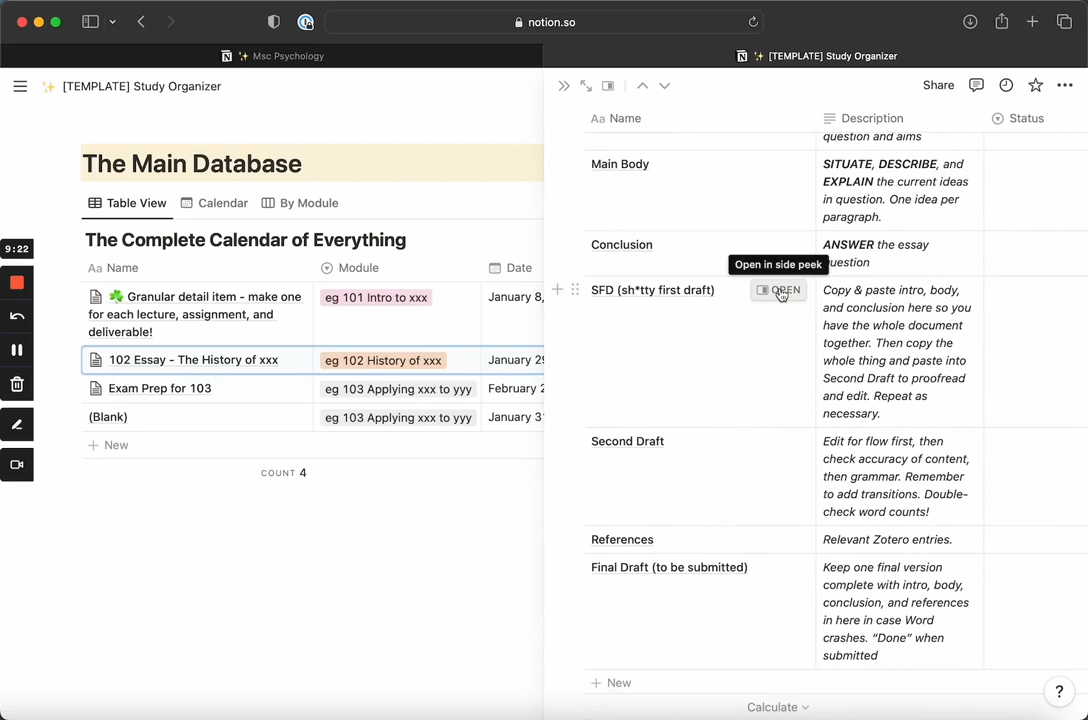 notion.so
✨ Msc Psychology
✨ [TEMPLATE] Study Organizer
✨ [TEMPLATE] Study Organizer
Share
The Main Database
Table View
Calendar
By Module
9:22
The Complete Calendar of Everything
Aa Name
Module
Date
🍀 Granular detail item - make one
for each lecture, assignment, and
deliverable!
eg 101 Intro to xxx
January 8,
102 Essay - The History of xxx
eg 102 History of xxx
January 29
Exam Prep for 103
eg 103 Applying xxx to yyy
February 2
(Blank)
eg 103 Applying xxx to yyy
January 31
+ New
COUNT 4
Aa Name
Description
Status
question and aims
Main Body
SITUATE, DESCRIBE, and
EXPLAIN the current ideas
in question. One idea per
paragraph.
Conclusion
ANSWER the essay
question
Open in side peek
SFD (sh*tty first draft)
OPEN
Copy & paste intro, body,
and conclusion here so you
have the whole document
together. Then copy the
whole thing and paste into
Second Draft to proofread
and edit. Repeat as
necessary.
Second Draft
Edit for flow first, then
check accuracy of content,
then grammar. Remember
to add transitions. Double-
check word counts!
References
Relevant Zotero entries.
Final Draft (to be submitted)
Keep one final version
complete with intro, body,
conclusion, and references
in here in case Word
crashes. “Done” when
submitted
+ New
Calculate
?